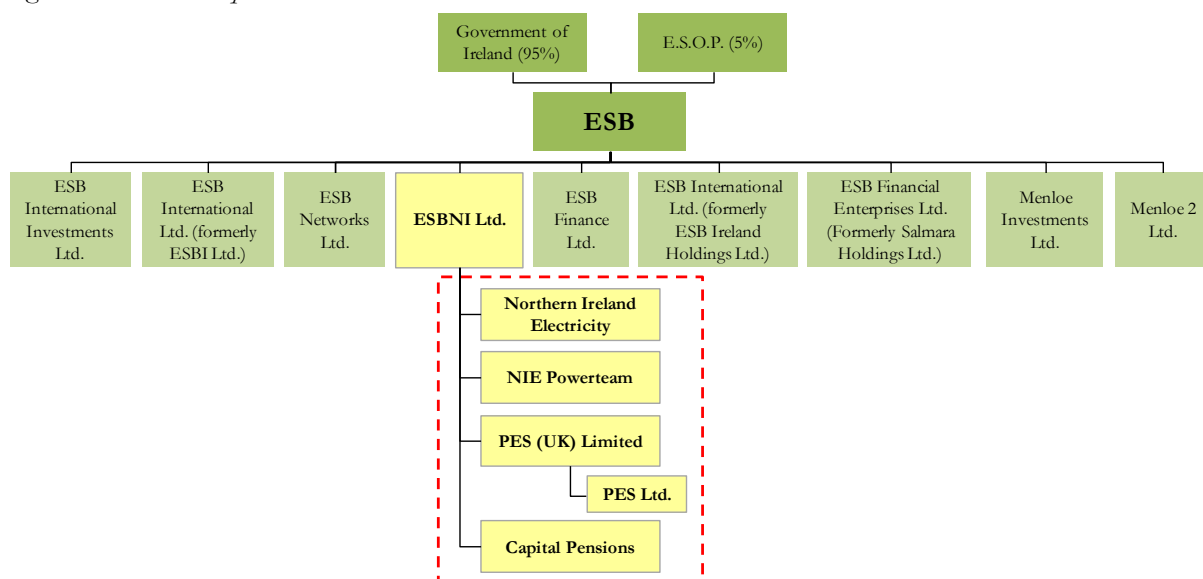 Government of
Ireland (95%)
E.S.O.P. (5%)
ESB
ESB
International
Investments
Ltd.
ESB
International
Ltd. (formerly
ESBI Ltd.)
ESB
Networks
Ltd.
ESBNI Ltd.
ESB
Finance
Ltd.
ESB International
Ltd. (formerly
ESB Ireland
Holdings Ltd.)
ESB Financial
Enterprises Ltd.
(Formerly Salmara
Holdings Ltd.)
Menloe
Investments
Ltd.
Menloe 2
Ltd.
Northern Ireland
Electricity
NIE Powerteam
PES (UK) Limited
PES Ltd.
Capital Pensions